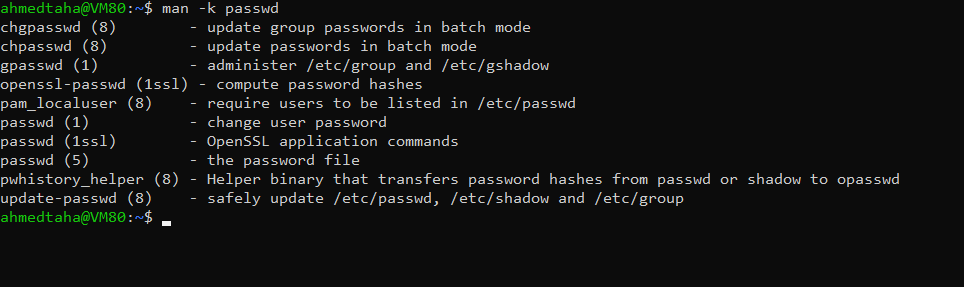 ahmedtaha@VM80:~$ man -k passwd
chgpasswd (8)        - update group passwords in batch mode
chpasswd (8)         - update passwords in batch mode
gpasswd (1)          - administer /etc/group and /etc/gshadow
openssl-passwd (1ssl) - compute password hashes
pam_localuser (8)    - require users to be listed in /etc/passwd
passwd (1)           - change user password
passwd (1ssl)        - OpenSSL application commands
passwd (5)           - the password file
pwhistory_helper (8) - Helper binary that transfers password hashes from passwd or shadow to opasswd
update-passwd (8)    - safely update /etc/passwd, /etc/shadow and /etc/group
ahmedtaha@VM80:~$